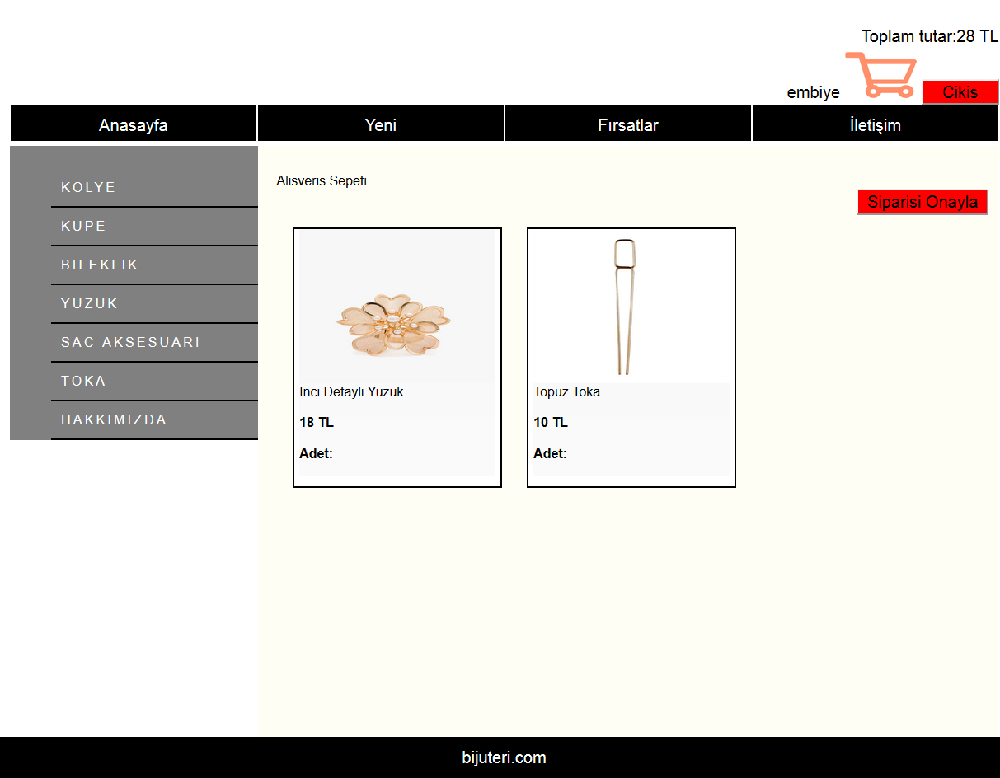 Toplam tutar:28 TL
embiye
Cikis
Anasayfa
Yeni
Fırsatlar
İletişim
KOLYE
KUPE
BILEKLIK
YUZUK
SAC AKSESUARI
TOKA
HAKKIMIZDA
Alisveris Sepeti
Siparisi Onayla
Inci Detayli Yuzuk
18 TL
Adet:
Topuz Toka
10 TL
Adet:
bijuteri.com